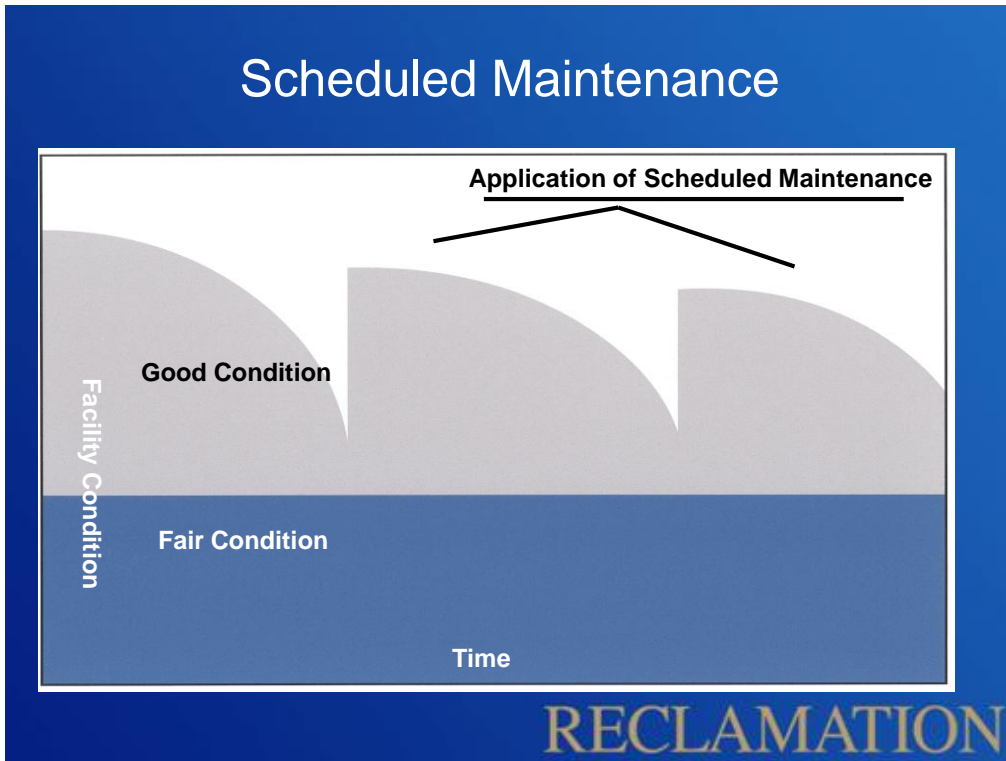 Scheduled Maintenance
Application of Scheduled Maintenance
Good Condition
Facility Condition
Fair Condition
Time
RECLAMATION